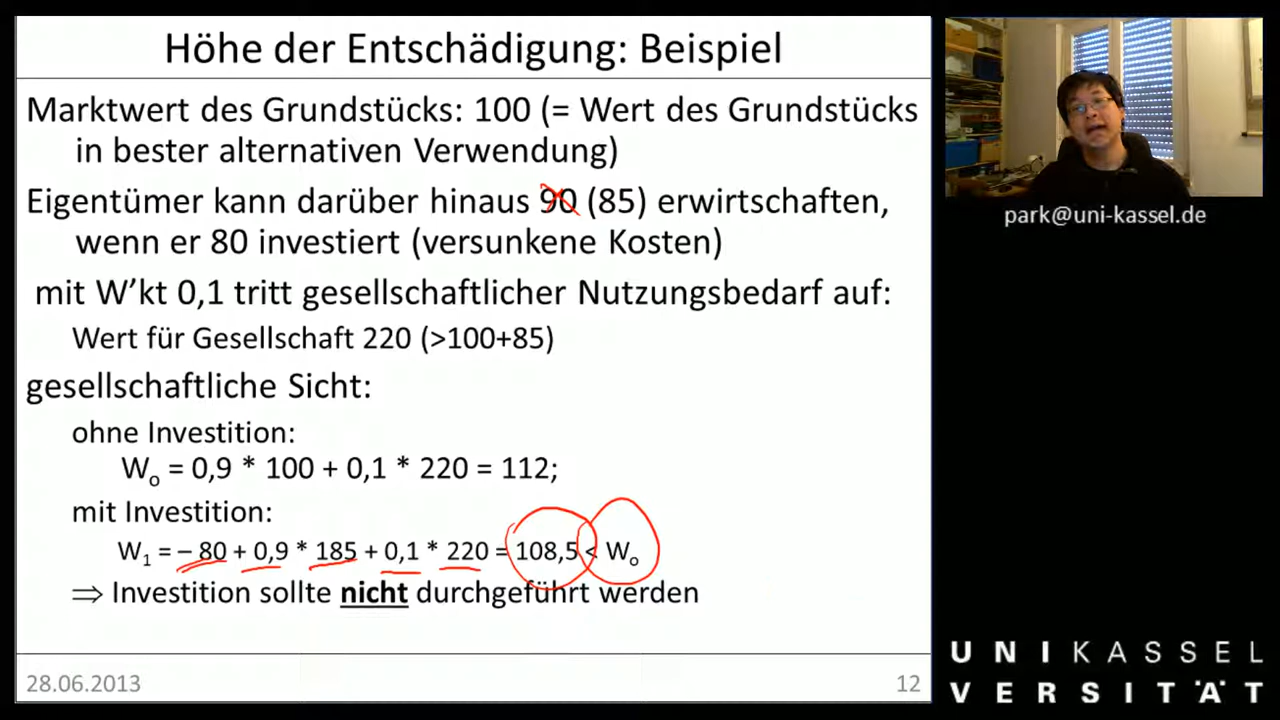 Höhe der Entschädigung: Beispiel
Marktwert des Grundstücks: 100 (= Wert des Grundstücks
in bester alternativen Verwendung)
Eigentümer kann darüber hinaus 90 (85) erwirtschaften,
wenn er 80 investiert (versunkene Kosten)
mit W’kt 0,1 tritt gesellschaftlicher Nutzungsbedarf auf:
Wert für Gesellschaft 220 (>100+85)
gesellschaftliche Sicht:
ohne Investition:
W₀ = 0,9 * 100 + 0,1 * 220 = 112;
mit Investition:
W₁ = – 80 + 0,9 * 185 + 0,1 * 220 = 108,5 < W₀
⇒ Investition sollte nicht durchgeführt werden
28.06.2013
12
park@uni-kassel.de
UNIKASSEL
VERSITÄT